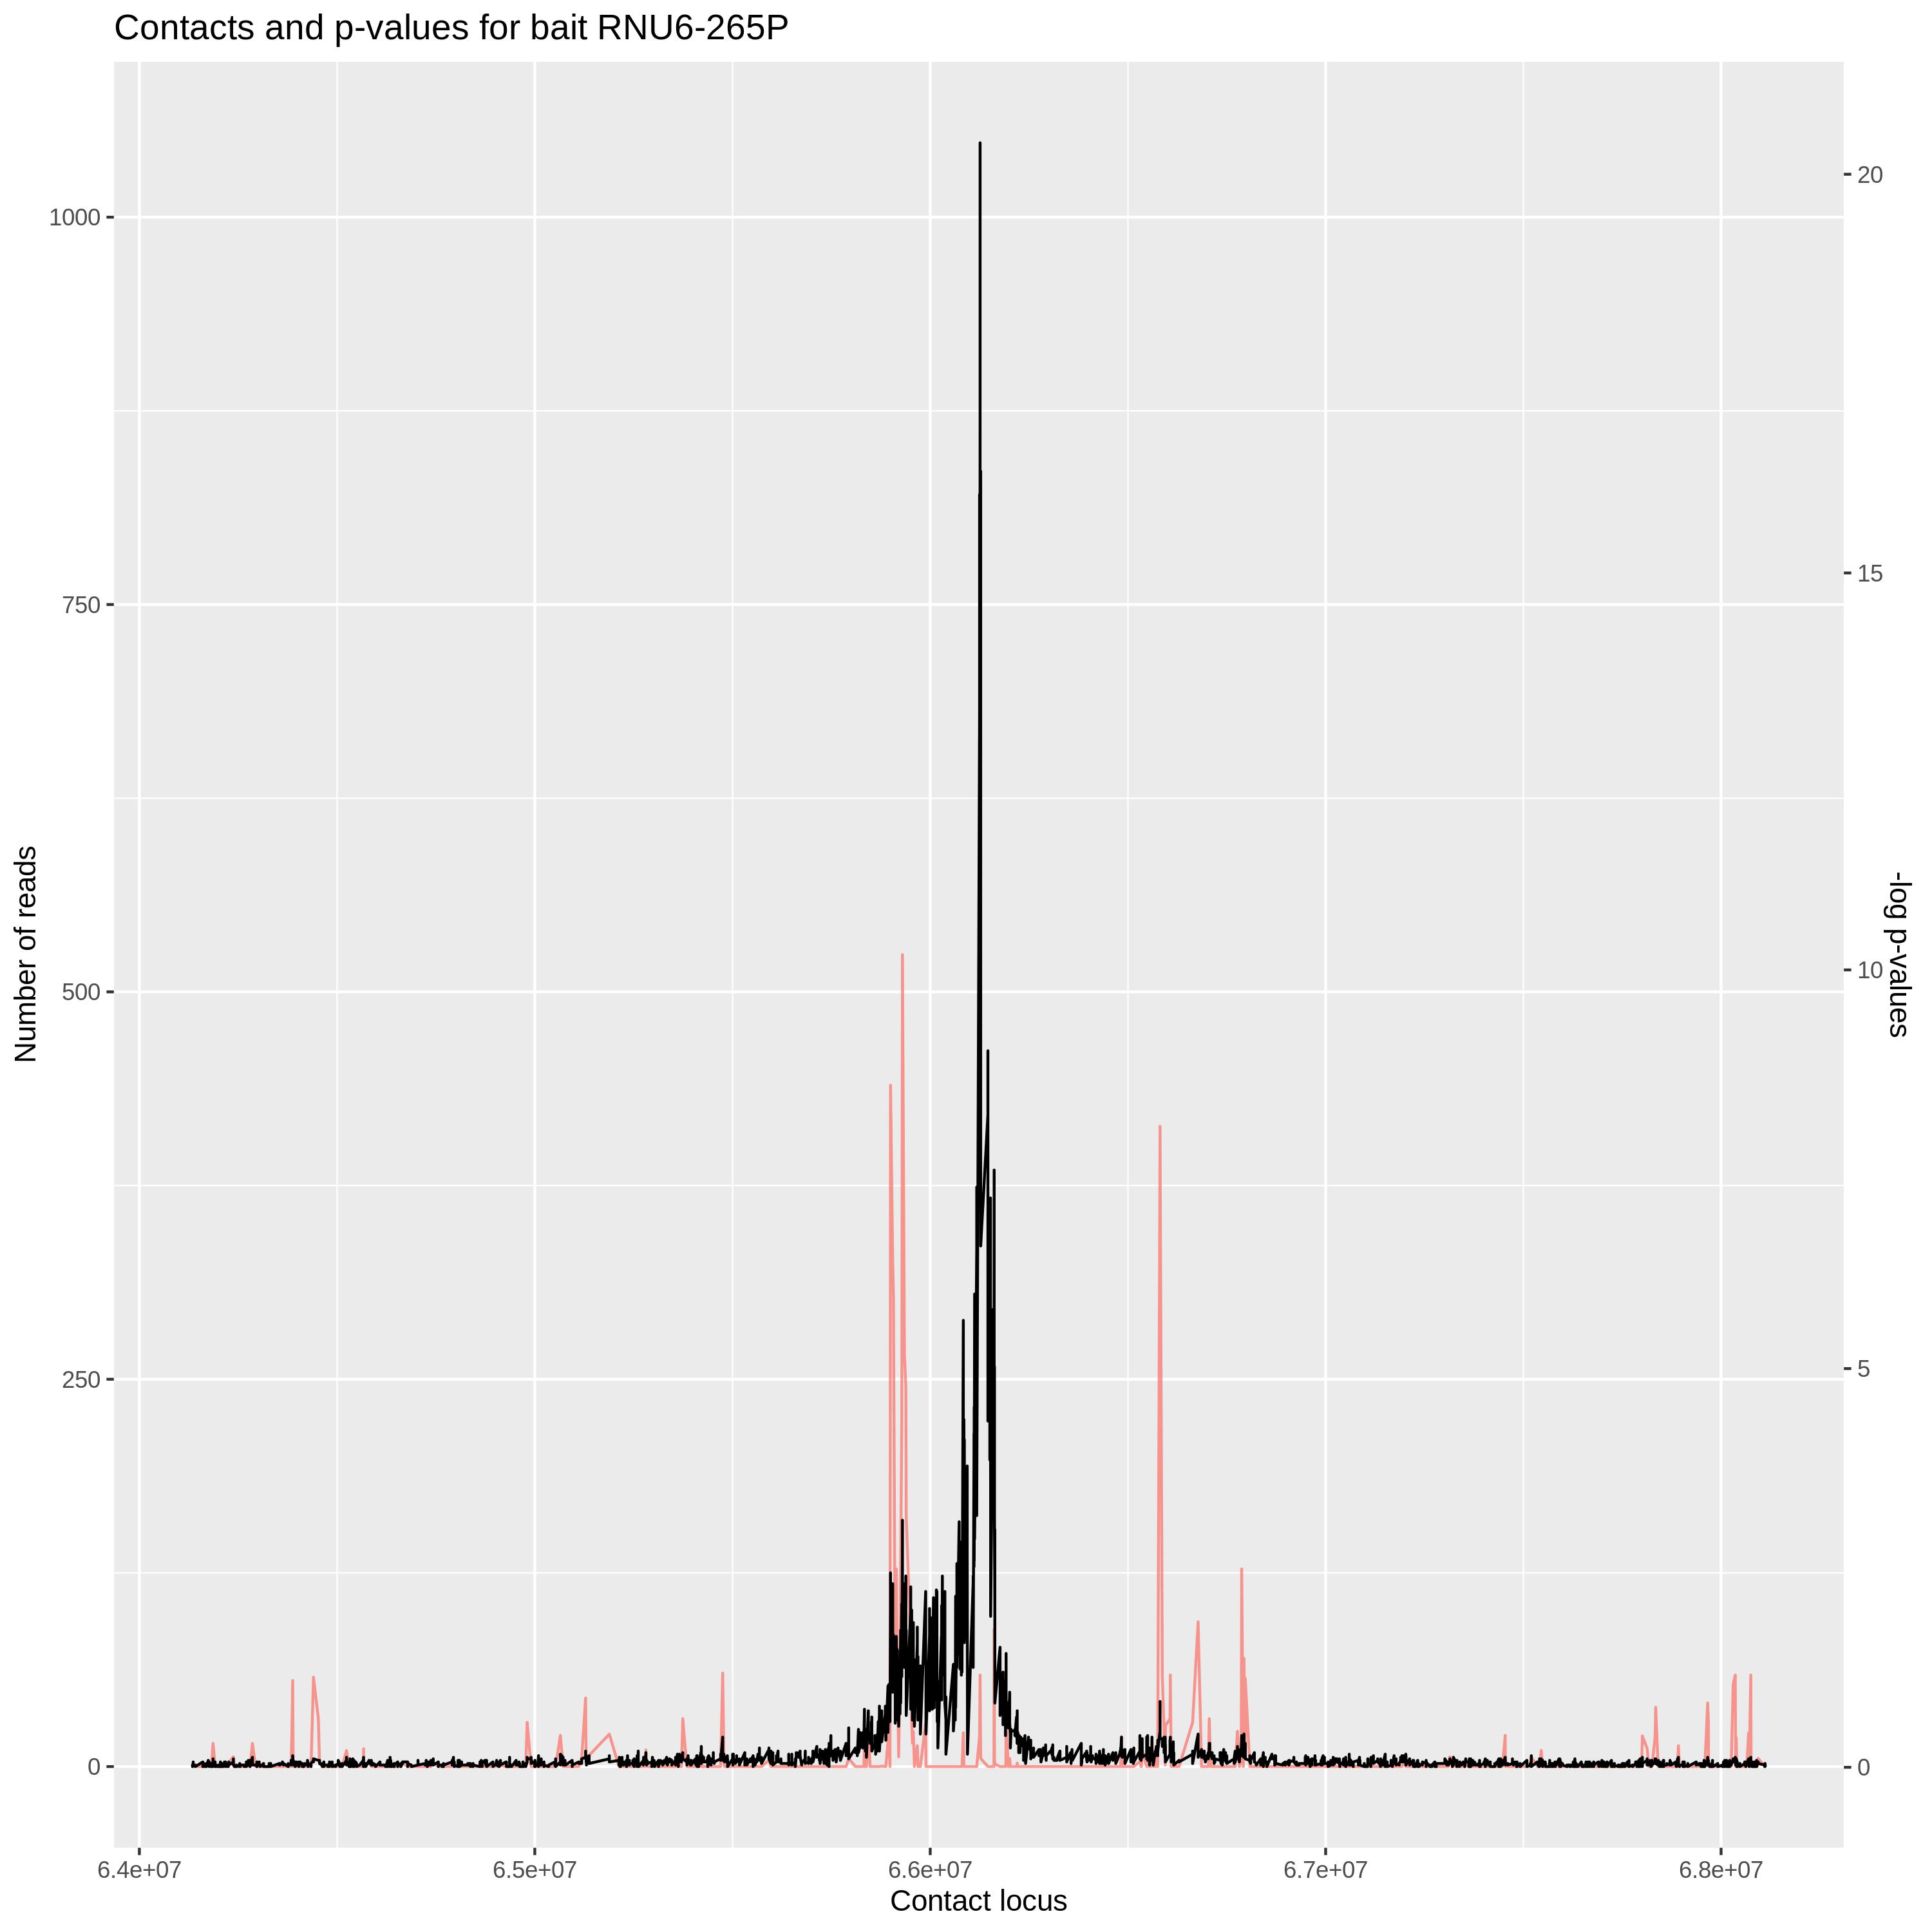 Contacts and p-values for bait RNU6-265P
1000
750
500
250
0
Number of reads
20
15
10
5
0
-log p-values
6.4e+07
6.5e+07
6.6e+07
6.7e+07
6.8e+07
Contact locus